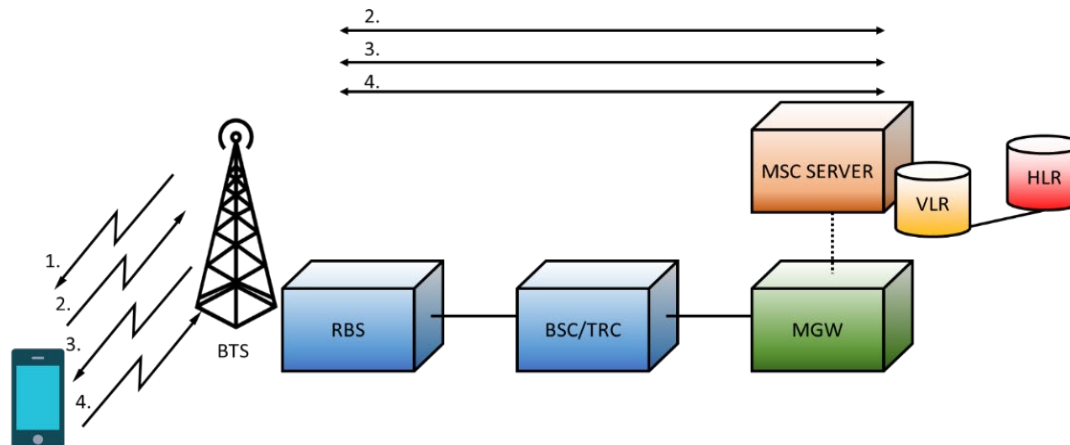 2.
3.
4.
MSC SERVER
HLR
VLR
1.
2.
3.
4.
BTS
RBS
BSC/TRC
MGW